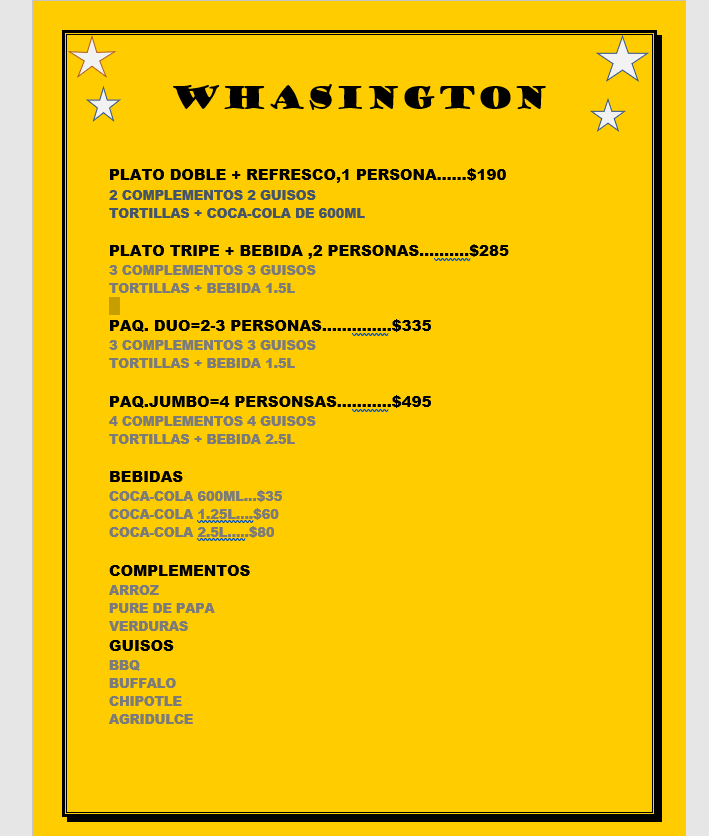 WHASINGTON
PLATO DOBLE + REFRESCO,1 PERSONA......$190
2 COMPLEMENTOS 2 GUISOS
TORTILLAS + COCA-COLA DE 600ML
PLATO TRIPE + BEBIDA ,2 PERSONAS..........$285
3 COMPLEMENTOS 3 GUISOS
TORTILLAS + BEBIDA 1.5L
PAQ. DUO=2-3 PERSONAS..............$335
3 COMPLEMENTOS 3 GUISOS
TORTILLAS + BEBIDA 1.5L
PAQ.JUMBO=4 PERSONSAS...........$495
4 COMPLEMENTOS 4 GUISOS
TORTILLAS + BEBIDA 2.5L
BEBIDAS
COCA-COLA 600ML...$35
COCA-COLA 1.25L....$60
COCA-COLA 2.5L.....$80
COMPLEMENTOS
ARROZ
PURE DE PAPA
VERDURAS
GUISOS
BBQ
BUFFALO
CHIPOTLE
AGRIDULCE